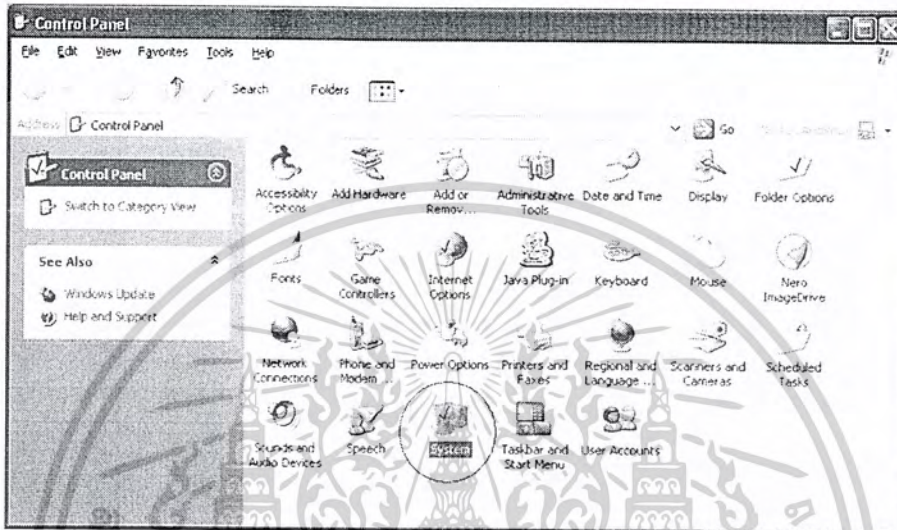 Control Panel
File Edit View Favorites Tools Help
Search Folders
Address Control Panel Go
Control Panel
Switch to Category View
See Also
Windows Update
Help and Support
Accessibility Options
Add Hardware
Add or Remov...
Administrative Tools
Date and Time
Display
Folder Options
Fonts
Game Controllers
Internet Options
Java Plug-in
Keyboard
Mouse
Nero ImageDrive
Network Connections
Phone and Modem ...
Power Options
Printers and Faxes
Regional and Language ...
Scanners and Cameras
Scheduled Tasks
Sounds and Audio Devices
Speech
System
Taskbar and Start Menu
User Accounts